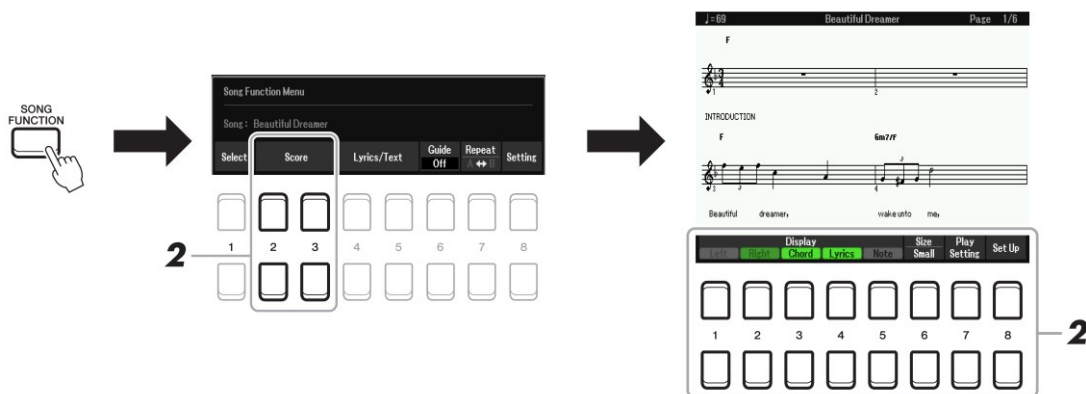 SONG
FUNCTION
Song Function Menu
Song: Beautiful Dreamer
Select Score Lyrics/Text Guide Off Repeat A ↔ B Setting
1 2 3 4 5 6 7 8
2
♩=69 Beautiful Dreamer Page 1/6
F
3/4
1 2
INTRODUCTION
F Gm7/F
3 3
3 4
Beautiful dreamer, wake unto me,
Display
Left Right Chord Lyrics Note Size Small Play Setting Set Up
1 2 3 4 5 6 7 8
2